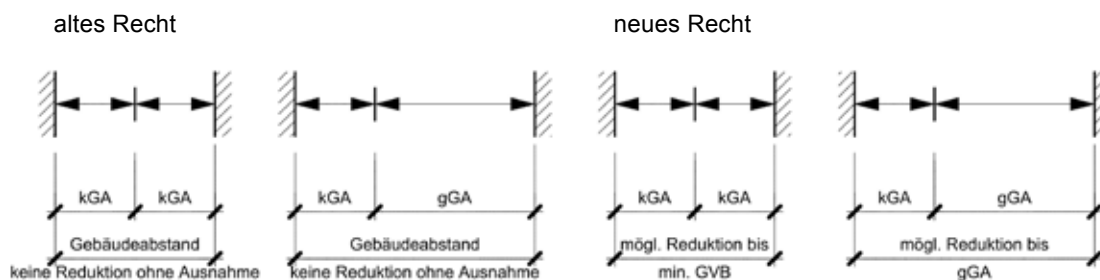 altes Recht
neues Recht
kGA kGA
kGA gGA
kGA kGA
kGA gGA
Gebäudeabstand
Gebäudeabstand
mögl. Reduktion bis
mögl. Reduktion bis
keine Reduktion ohne Ausnahme
keine Reduktion ohne Ausnahme
min. GVB
gGA